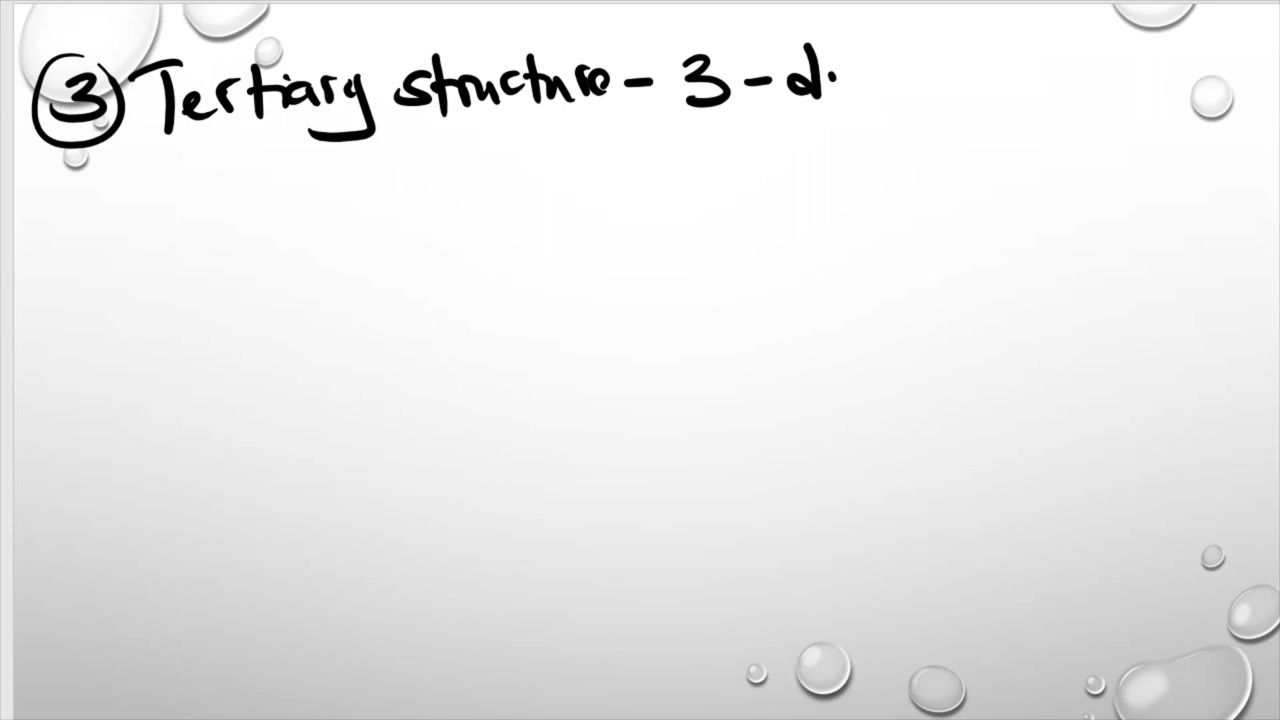 ③ Tertiary structure - 3-d.